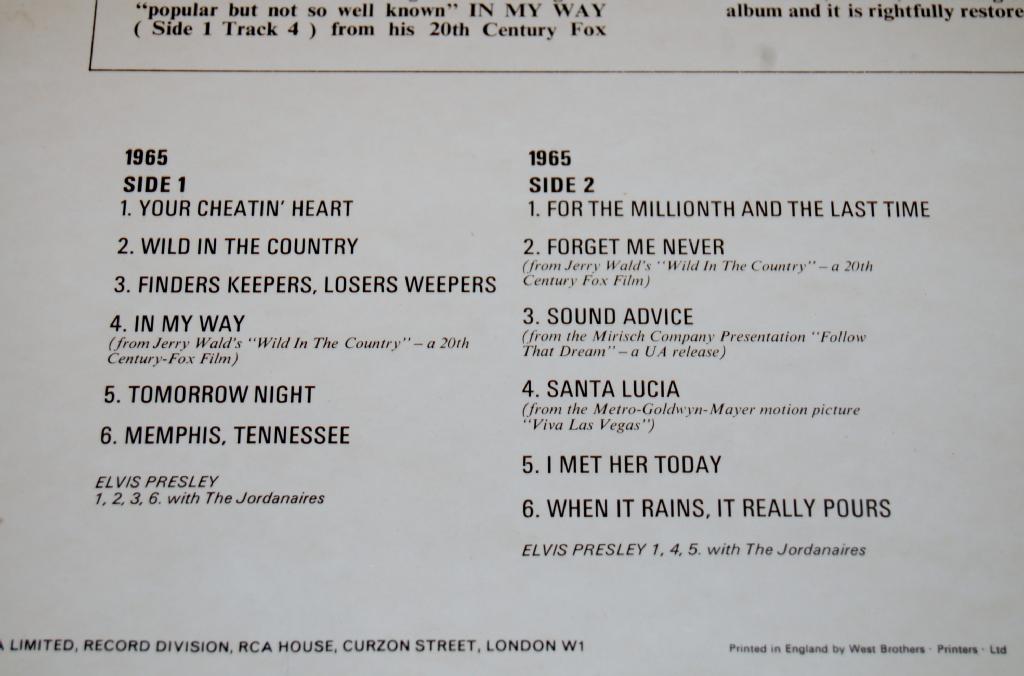 "popular but not so well known" IN MY WAY
( Side 1 Track 4 ) from his 20th Century Fox
album and it is rightfully restore
1965
SIDE 1
1. YOUR CHEATIN' HEART
2. WILD IN THE COUNTRY
3. FINDERS KEEPERS, LOSERS WEEPERS
4. IN MY WAY
(from Jerry Wald's "Wild In The Country" – a 20th
Century-Fox Film)
5. TOMORROW NIGHT
6. MEMPHIS, TENNESSEE
ELVIS PRESLEY
1, 2, 3, 6. with The Jordanaires
1965
SIDE 2
1. FOR THE MILLIONTH AND THE LAST TIME
2. FORGET ME NEVER
(from Jerry Wald's "Wild In The Country" – a 20th
Century Fox Film)
3. SOUND ADVICE
(from the Mirisch Company Presentation "Follow
That Dream" – a UA release)
4. SANTA LUCIA
(from the Metro-Goldwyn-Mayer motion picture
"Viva Las Vegas")
5. I MET HER TODAY
6. WHEN IT RAINS, IT REALLY POURS
ELVIS PRESLEY 1, 4, 5. with The Jordanaires
A LIMITED, RECORD DIVISION, RCA HOUSE, CURZON STREET, LONDON W1
Printed in England by West Brothers · Printers · Ltd